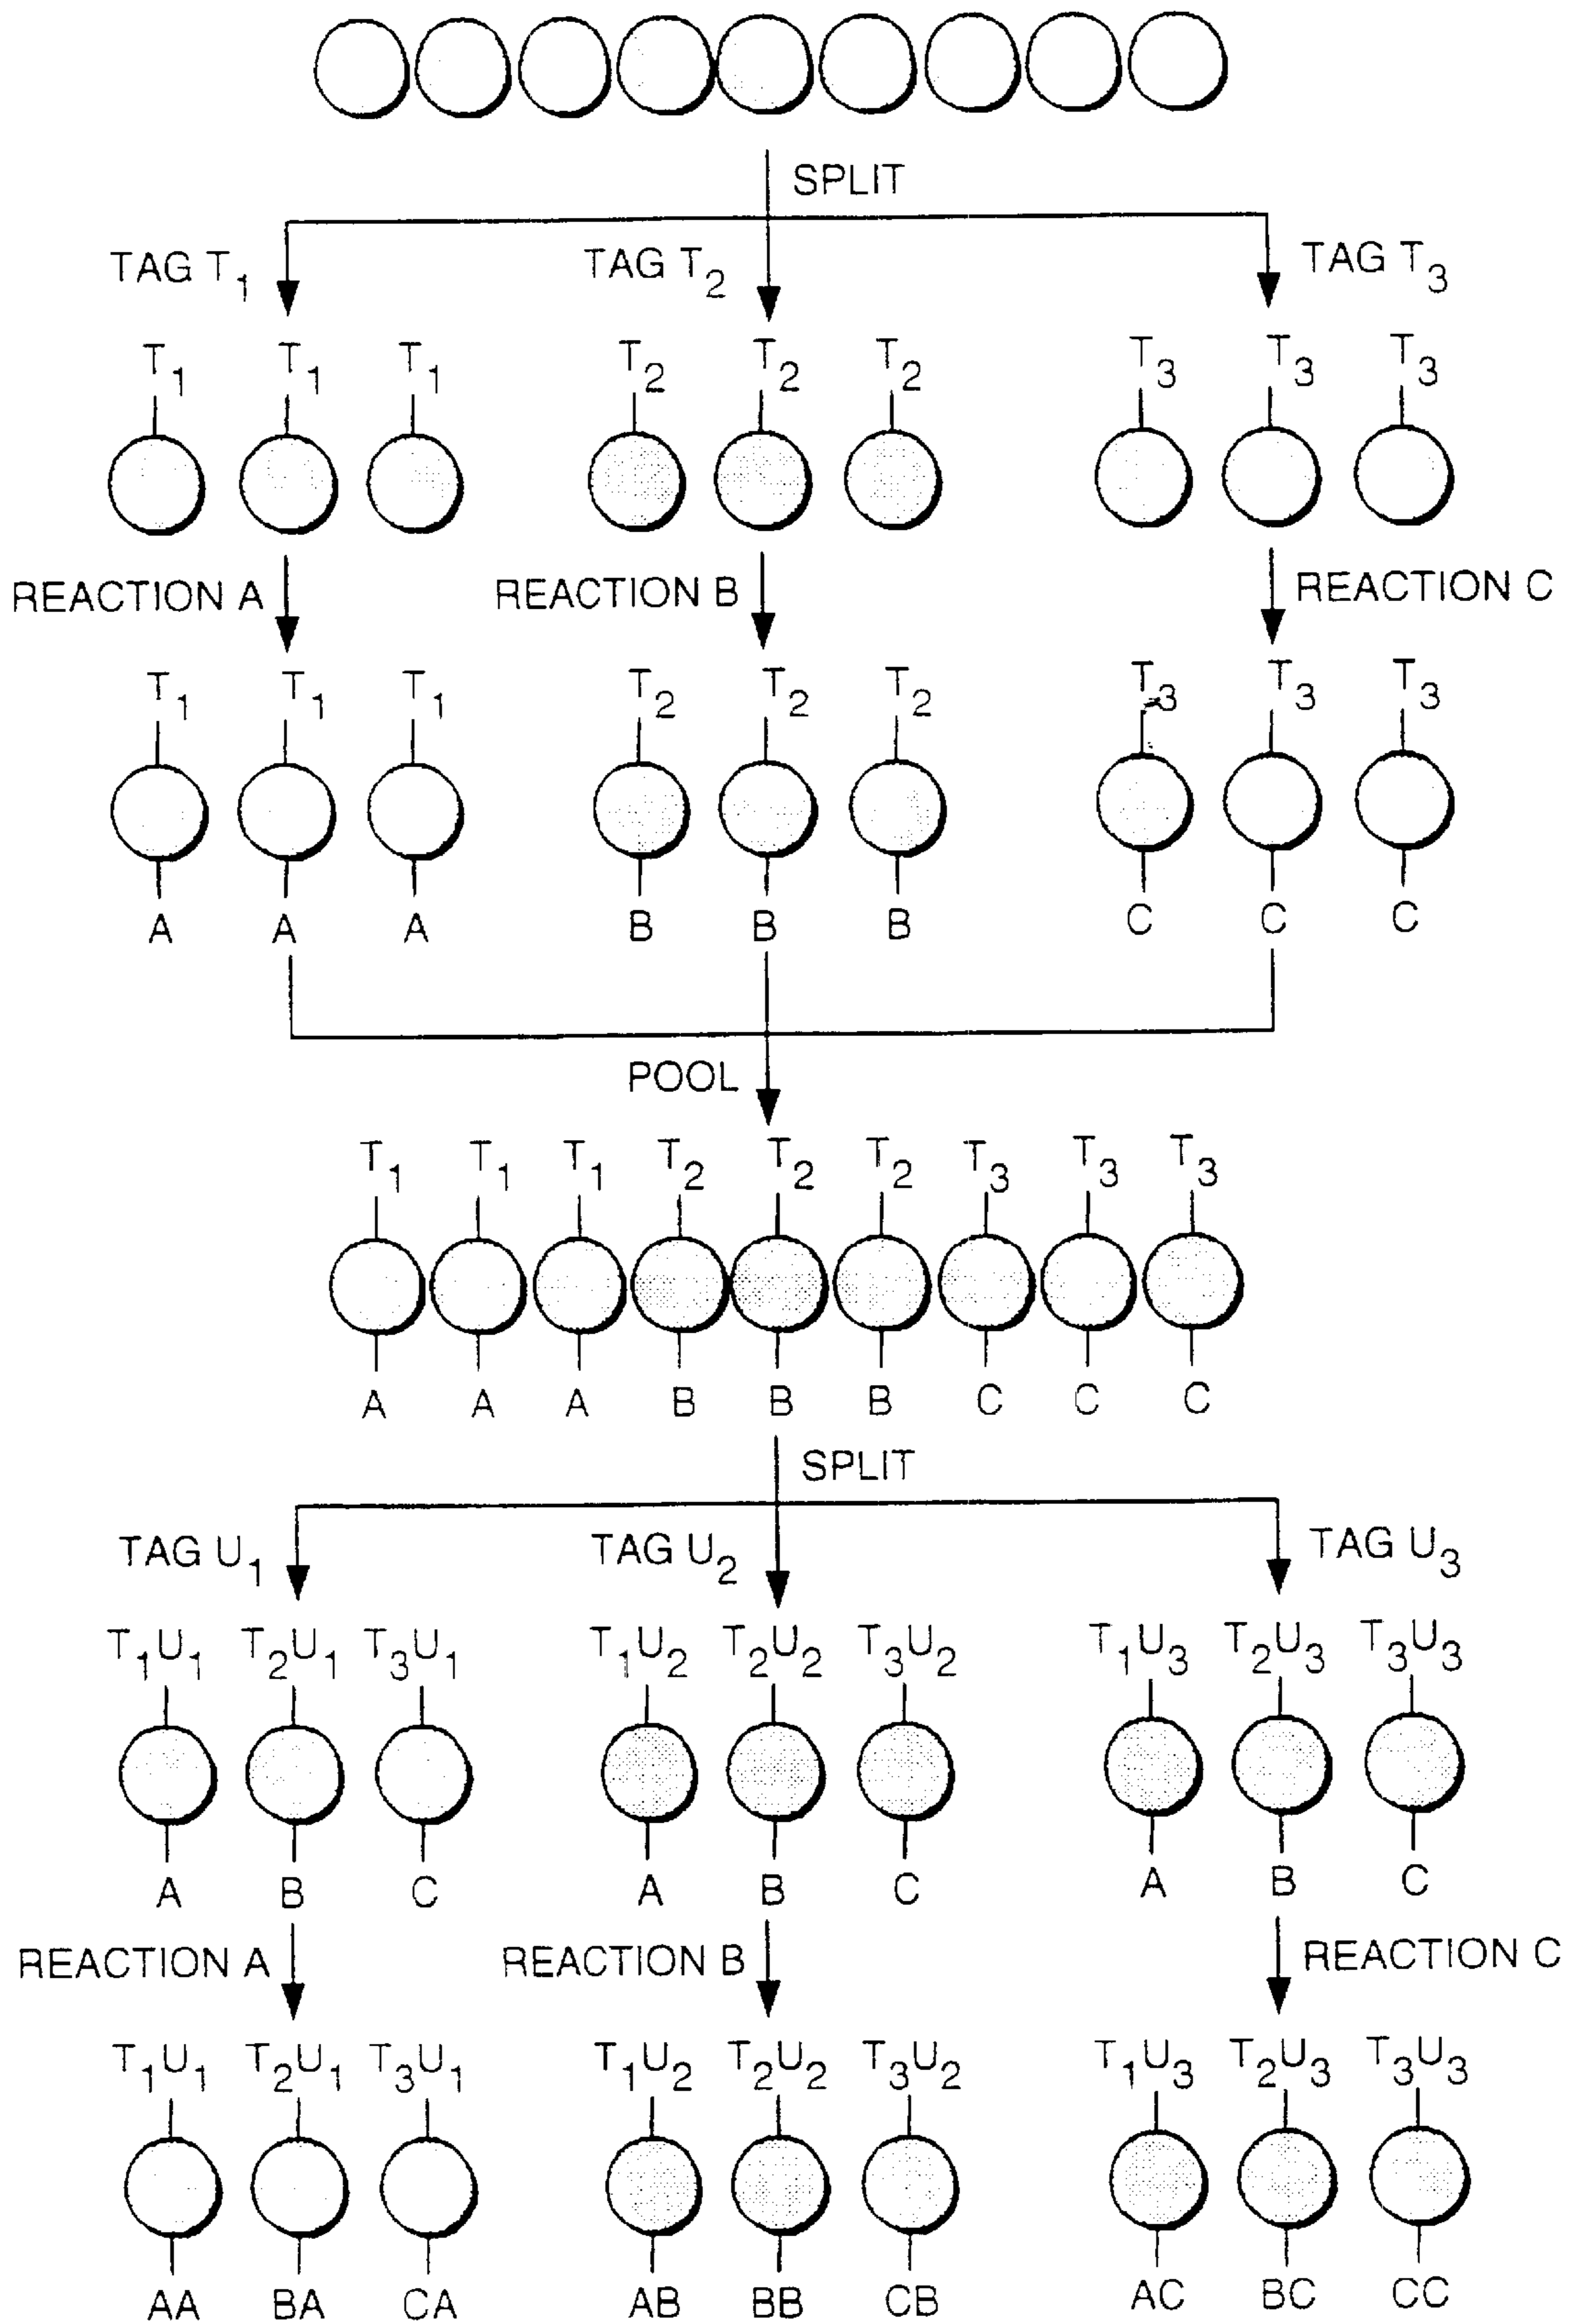 SPLIT
TAG T₁ TAG T₂ TAG T₃
T₁ T₁ T₁ T₂ T₂ T₂ T₃ T₃ T₃
REACTION A REACTION B REACTION C
T₁ T₁ T₁ T₂ T₂ T₂ T₃ T₃ T₃
A A A B B B C C C
POOL
T₁ T₁ T₁ T₂ T₂ T₂ T₃ T₃ T₃
A A A B B B C C C
SPLIT
TAG U₁ TAG U₂ TAG U₃
T₁U₁ T₂U₁ T₃U₁ T₁U₂ T₂U₂ T₃U₂ T₁U₃ T₂U₃ T₃U₃
A B C A B C A B C
REACTION A REACTION B REACTION C
T₁U₁ T₂U₁ T₃U₁ T₁U₂ T₂U₂ T₃U₂ T₁U₃ T₂U₃ T₃U₃
AA BA CA AB BB CB AC BC CC